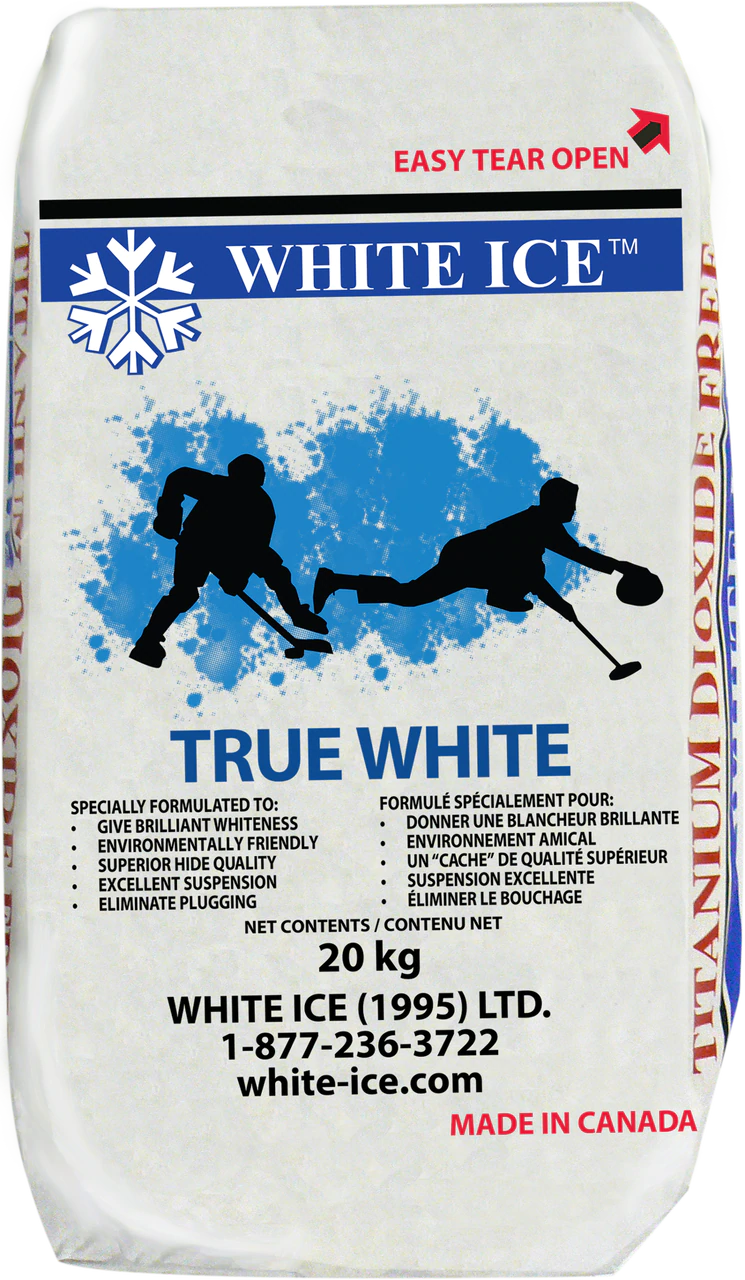 EASY TEAR OPEN
WHITE ICE™
TRUE WHITE
SPECIALLY FORMULATED TO:
• GIVE BRILLIANT WHITENESS
• ENVIRONMENTALLY FRIENDLY
• SUPERIOR HIDE QUALITY
• EXCELLENT SUSPENSION
• ELIMINATE PLUGGING
FORMULÉ SPÉCIALEMENT POUR:
• DONNER UNE BLANCHEUR BRILLANTE
• ENVIRONNEMENT AMICAL
• UN “CACHE” DE QUALITÉ SUPÉRIEUR
• SUSPENSION EXCELLENTE
• ÉLIMINER LE BOUCHAGE
NET CONTENTS / CONTENU NET
20 kg
WHITE ICE (1995) LTD.
1-877-236-3722
white-ice.com
MADE IN CANADA
TITANIUM DIOXIDE FREE
TITANIUM DIOXIDE